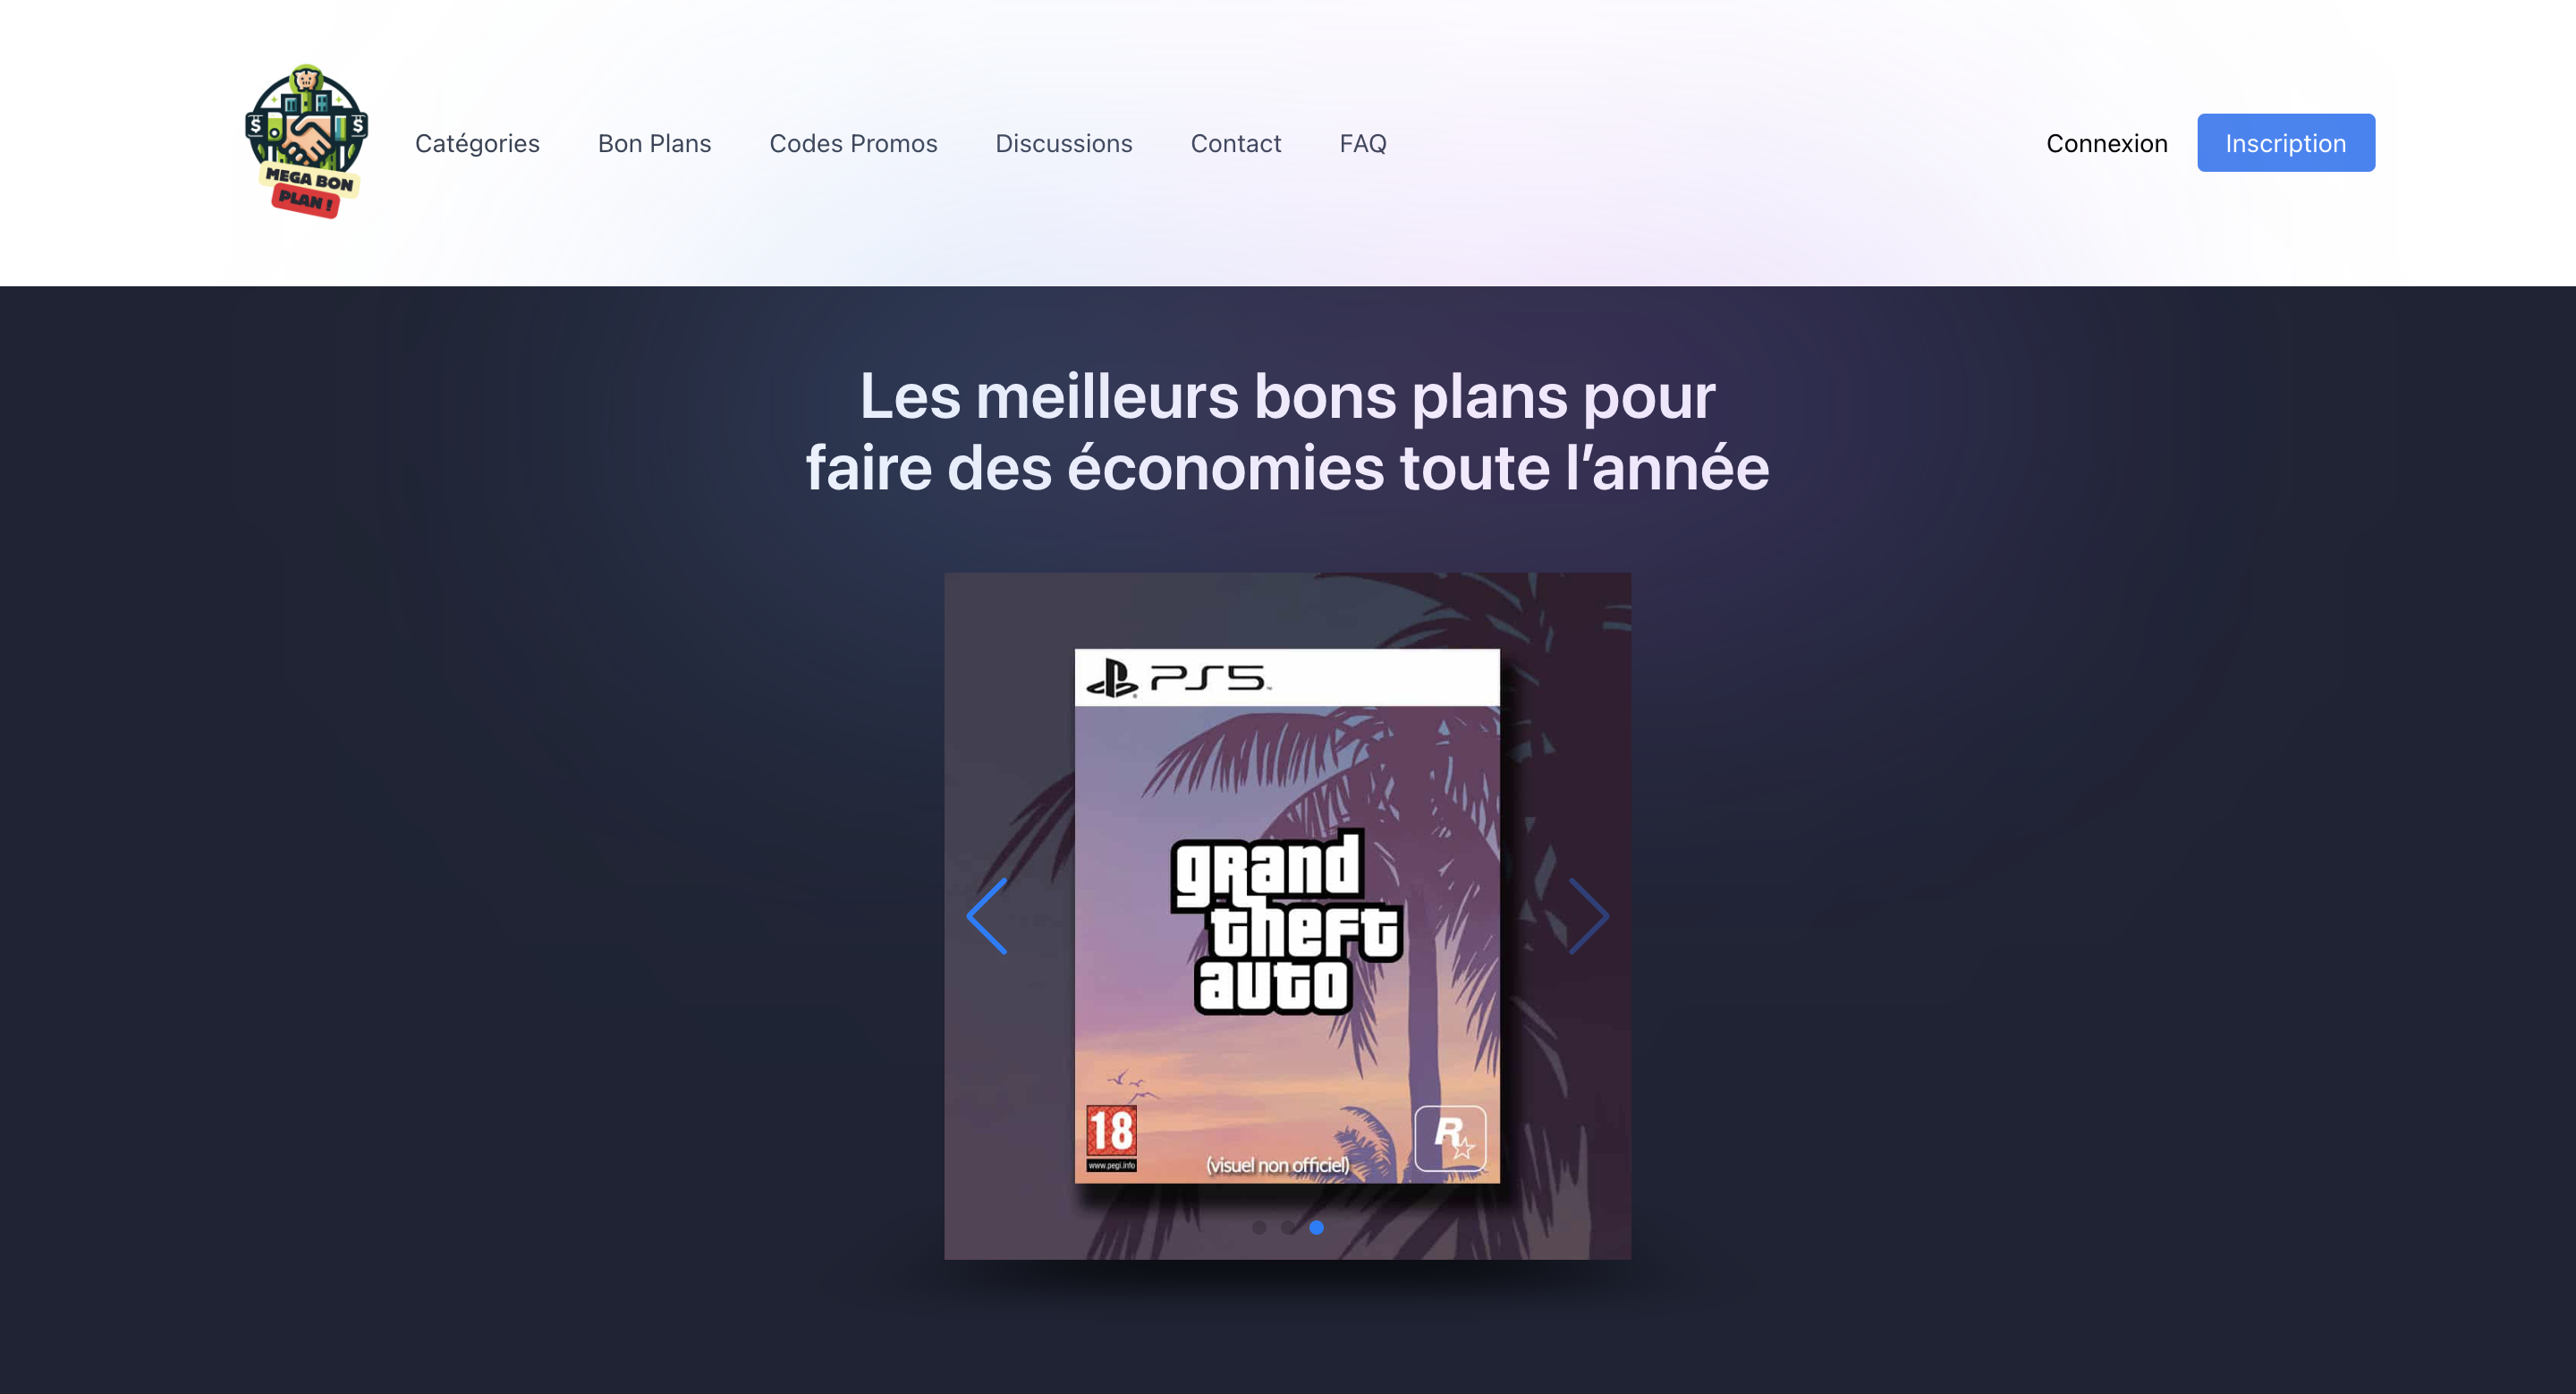 $ $
MEGA BON
PLAN !
Catégories
Bon Plans
Codes Promos
Discussions
Contact
FAQ
Connexion
Inscription
Les meilleurs bons plans pour
faire des économies toute l’année
PS5™
grand
theft
auto
18
www.pegi.info
(visuel non officiel)
R